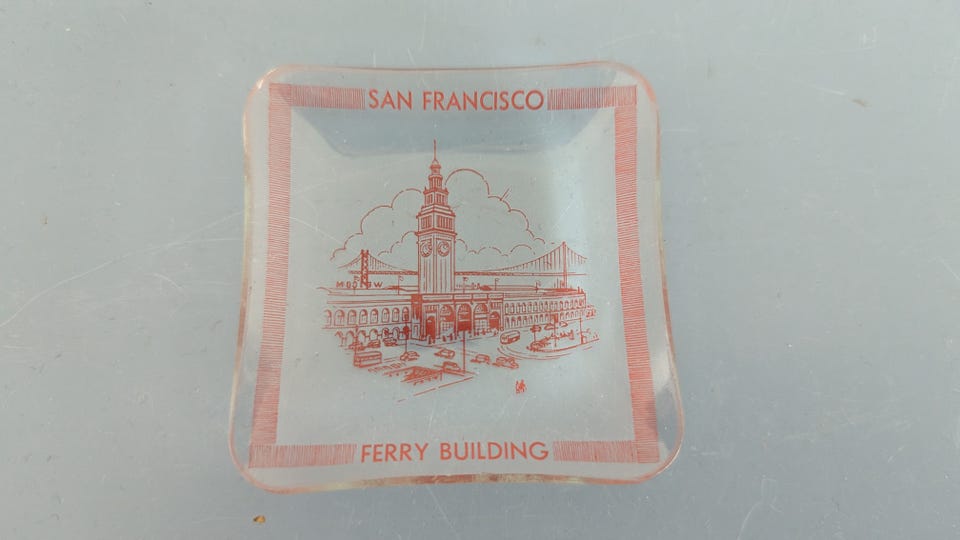 SAN FRANCISCO
FERRY BUILDING